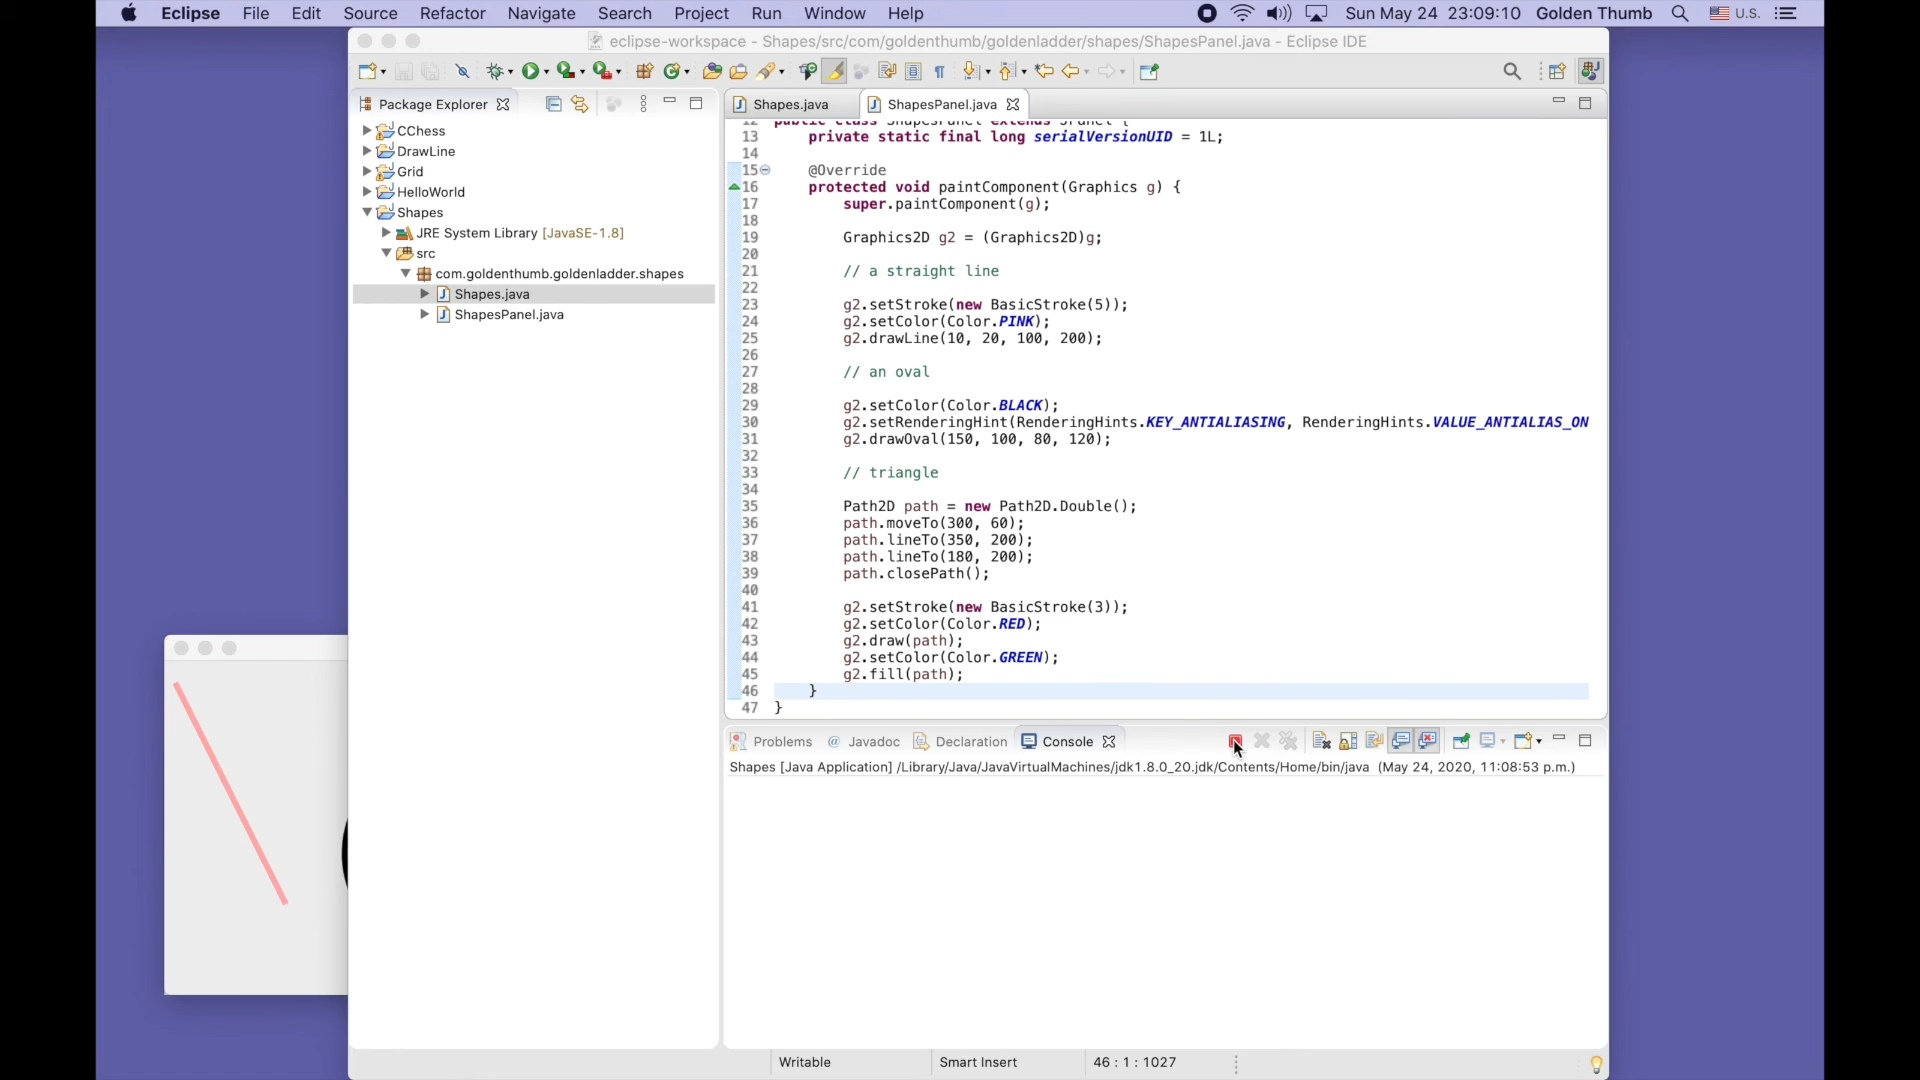 Eclipse File Edit Source Refactor Navigate Search Project Run Window Help Sun May 24 23:09:10 Golden Thumb U.S.
eclipse-workspace - Shapes/src/com/goldenthumb/goldenladder/shapes/ShapesPanel.java - Eclipse IDE
Package Explorer
CChess
DrawLine
Grid
HelloWorld
Shapes
JRE System Library [JavaSE-1.8]
src
com.goldenthumb.goldenladder.shapes
Shapes.java
ShapesPanel.java
Shapes.java ShapesPanel.java
12 public class ShapesPanel extends JPanel {
13 private static final long serialVersionUID = 1L;
14
15 @Override
16 protected void paintComponent(Graphics g) {
17 super.paintComponent(g);
18
19 Graphics2D g2 = (Graphics2D)g;
20
21 // a straight line
22
23 g2.setStroke(new BasicStroke(5));
24 g2.setColor(Color.PINK);
25 g2.drawLine(10, 20, 100, 200);
26
27 // an oval
28
29 g2.setColor(Color.BLACK);
30 g2.setRenderingHint(RenderingHints.KEY_ANTIALIASING, RenderingHints.VALUE_ANTIALIAS_ON
31 g2.drawOval(150, 100, 80, 120);
32
33 // triangle
34
35 Path2D path = new Path2D.Double();
36 path.moveTo(300, 60);
37 path.lineTo(350, 200);
38 path.lineTo(180, 200);
39 path.closePath();
40
41 g2.setStroke(new BasicStroke(3));
42 g2.setColor(Color.RED);
43 g2.draw(path);
44 g2.setColor(Color.GREEN);
45 g2.fill(path);
46 }
47 }
Problems @ Javadoc Declaration Console
Shapes [Java Application] /Library/Java/JavaVirtualMachines/jdk1.8.0_20.jdk/Contents/Home/bin/java (May 24, 2020, 11:08:53 p.m.)
Writable Smart Insert 46 : 1 : 1027